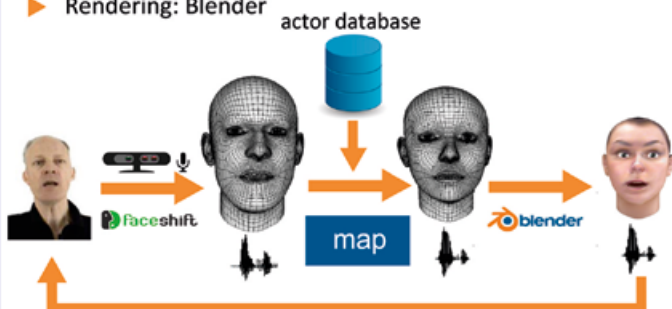 Rendering: Blender
actor database
faceshift
map
blender